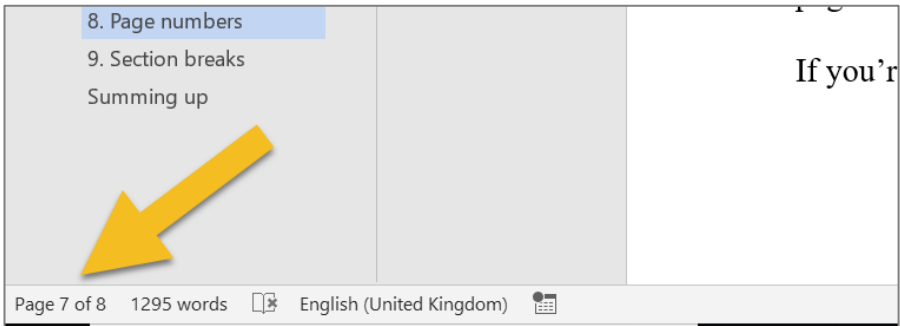 8. Page numbers
9. Section breaks
If you’r
Summing up
Page 7 of 8 1295 words English (United Kingdom)